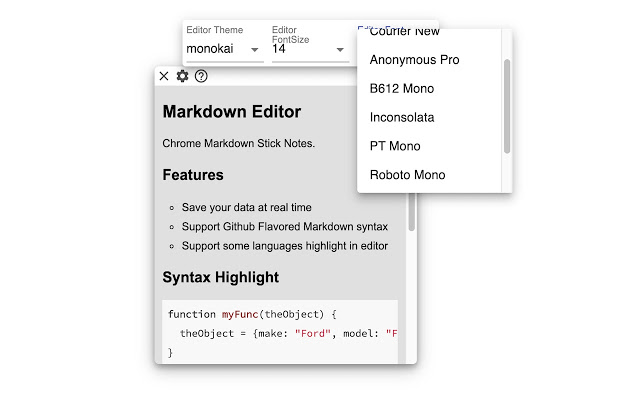 Editor Theme
monokai
Editor
FontSize
14
Editor Font
Courier New
Anonymous Pro
B612 Mono
Inconsolata
PT Mono
Roboto Mono
Markdown Editor
Chrome Markdown Stick Notes.
Features
Save your data at real time
Support Github Flavored Markdown syntax
Support some languages highlight in editor
Syntax Highlight
function myFunc(theObject) {
theObject = {make: "Ford", model: "F
}